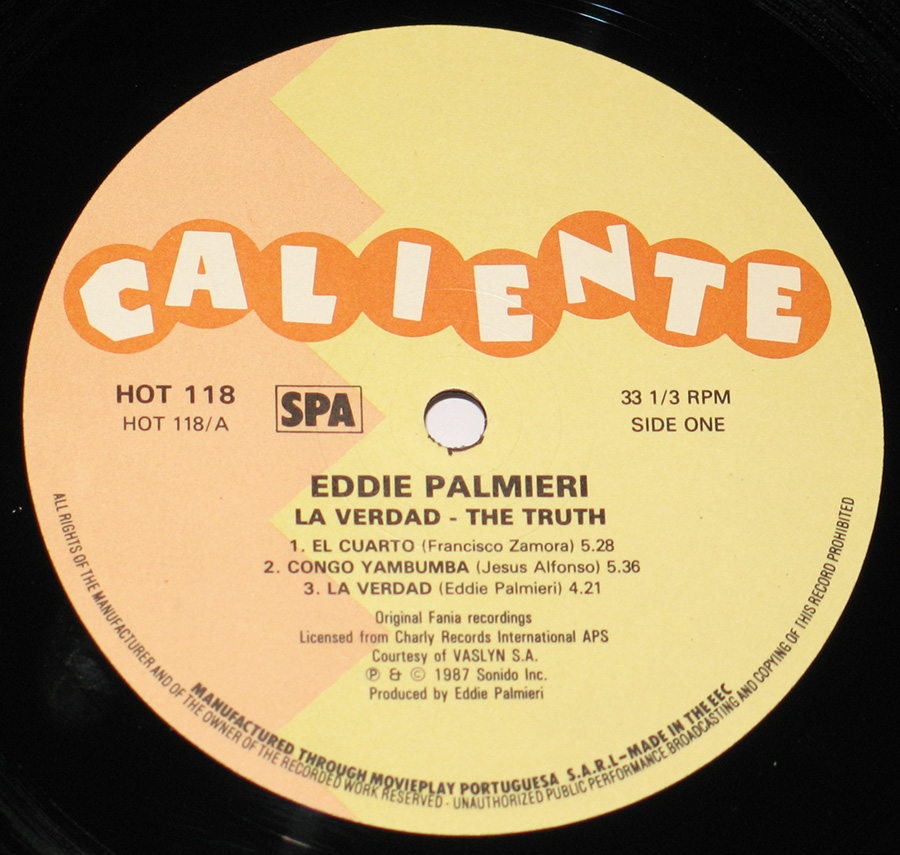 CALIENTE
HOT 118
HOT 118/A
SPA
33 1/3 RPM
SIDE ONE
EDDIE PALMIERI
LA VERDAD - THE TRUTH
1. EL CUARTO (Francisco Zamora) 5.28
2. CONGO YAMBUMBA (Jesus Alfonso) 5.36
3. LA VERDAD (Eddie Palmieri) 4.21
Original Fania recordings
Licensed from Charly Records International APS
Courtesy of VASLYN S.A.
℗ & © 1987 Sonido Inc.
Produced by Eddie Palmieri
MANUFACTURED THROUGH MOVIEPLAY PORTUGUESA S.A.R.L-MADE IN THE EEC
ALL RIGHTS OF THE MANUFACTURER AND OF THE OWNER OF THE RECORDED WORK RESERVED - UNAUTHORIZED PUBLIC PERFORMANCE BROADCASTING AND COPYING OF THIS RECORD PROHIBITED